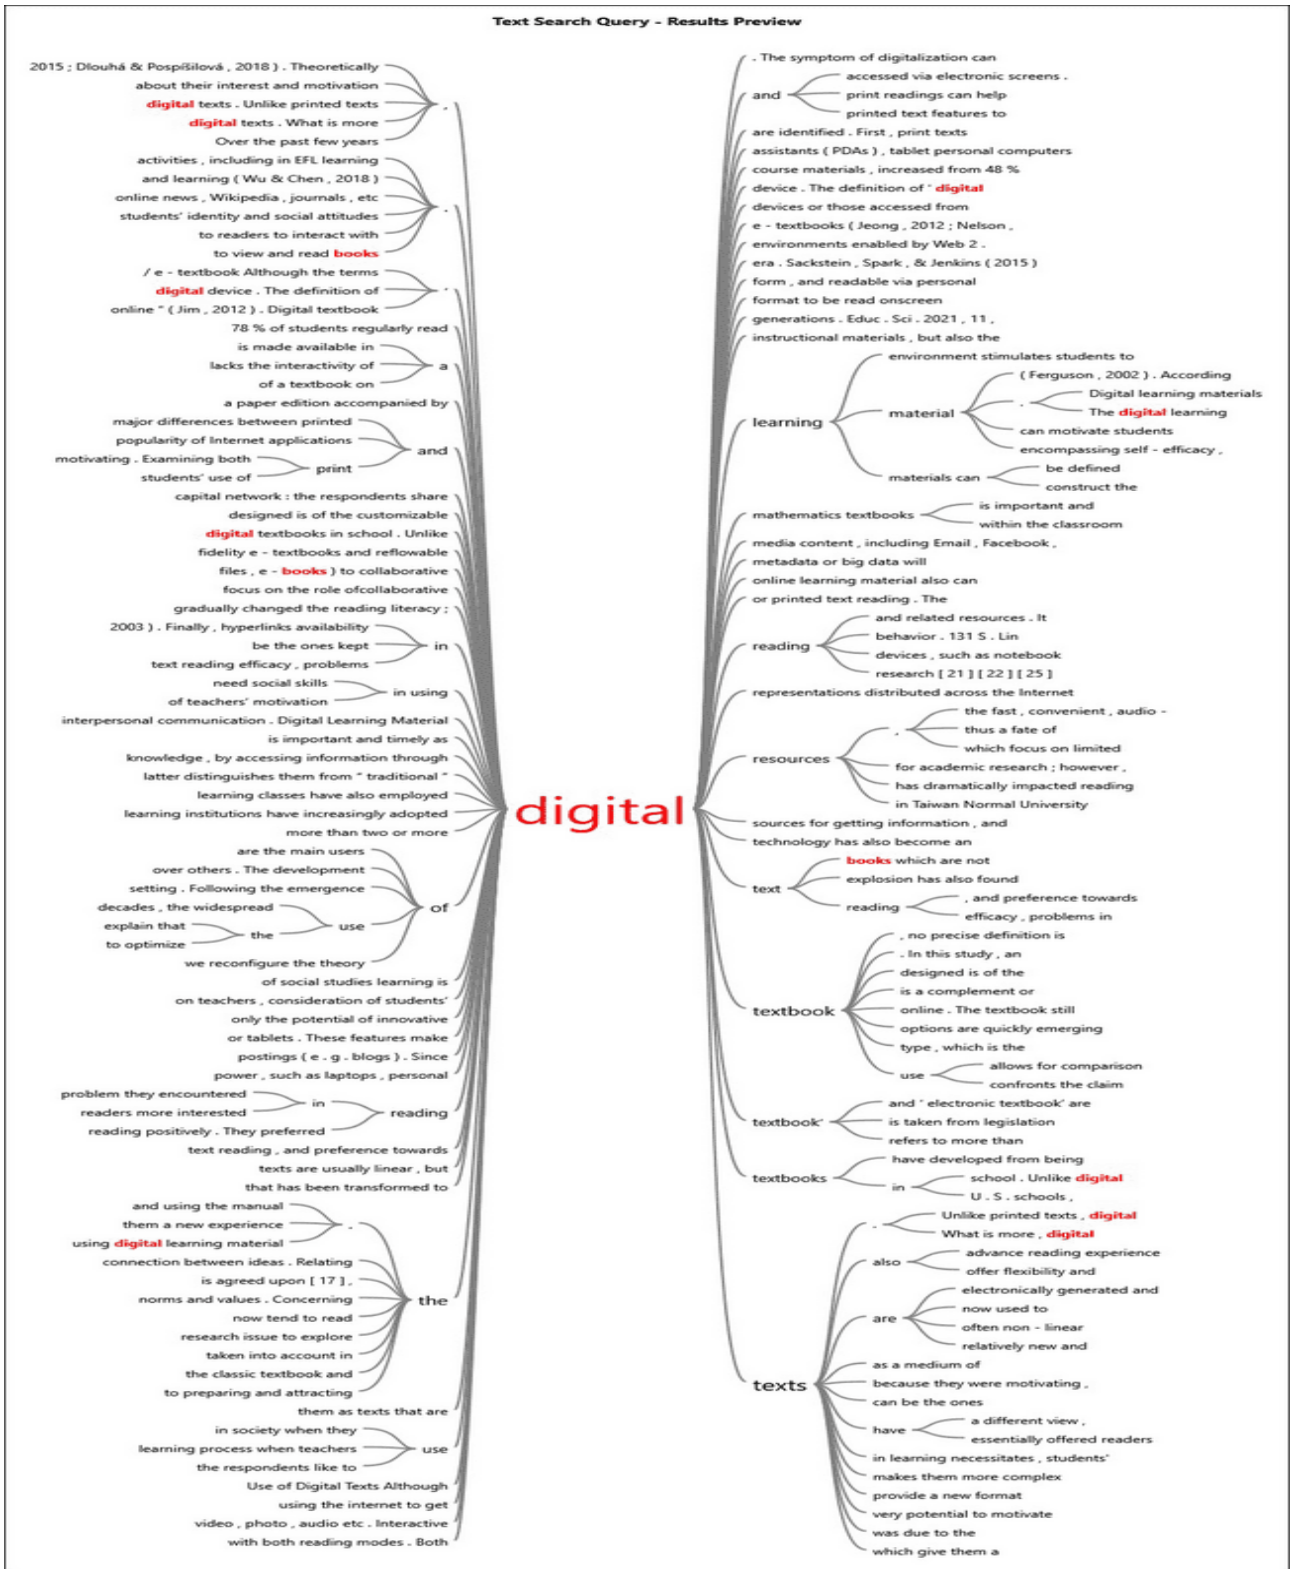 Text Search Query - Results Preview
2015 ; Dlouhá & Pospíšilová , 2018 ) . Theoretically
about their interest and motivation
digital texts . Unlike printed texts
digital texts . What is more
Over the past few years
,
activities , including in EFL learning
and learning ( Wu & Chen , 2018 )
online news , Wikipedia , journals , etc
students' identity and social attitudes
to readers to interact with
to view and read books
.
/ e - textbook Although the terms
digital device . The definition of
online " ( Jim , 2012 ) . Digital textbook
'
78 % of students regularly read
is made available in
lacks the interactivity of
of a textbook on
a
a paper edition accompanied by
major differences between printed
popularity of Internet applications
motivating . Examining both
students' use of
print
and
capital network : the respondents share
designed is of the customizable
digital textbooks in school . Unlike
fidelity e - textbooks and reflowable
files , e - books ) to collaborative
focus on the role ofcollaborative
gradually changed the reading literacy ;
2003 ) . Finally , hyperlinks availability
be the ones kept
text reading efficacy , problems
in
need social skills
of teachers' motivation
in using
interpersonal communication . Digital Learning Material
is important and timely as
knowledge , by accessing information through
latter distinguishes them from " traditional "
learning classes have also employed
learning institutions have increasingly adopted
more than two or more
are the main users
over others . The development
setting . Following the emergence
decades , the widespread
explain that
to optimize
the
use
we reconfigure the theory
of
of social studies learning is
on teachers , consideration of students'
only the potential of innovative
or tablets . These features make
postings ( e . g . blogs ) . Since
power , such as laptops , personal
problem they encountered
readers more interested
in
reading positively . They preferred
reading
text reading , and preference towards
texts are usually linear , but
that has been transformed to
and using the manual
them a new experience
using digital learning material
.
connection between ideas . Relating
is agreed upon [ 17 ] ,
norms and values . Concerning
now tend to read
research issue to explore
taken into account in
the classic textbook and
to preparing and attracting
the
them as texts that are
in society when they
learning process when teachers
the respondents like to
use
Use of Digital Texts Although
using the internet to get
video , photo , audio etc . Interactive
with both reading modes . Both
digital
. The symptom of digitalization can
and
accessed via electronic screens .
print readings can help
printed text features to
are identified . First , print texts
assistants ( PDAs ) , tablet personal computers
course materials , increased from 48 %
device . The definition of ' digital
devices or those accessed from
e - textbooks ( Jeong , 2012 ; Nelson ,
environments enabled by Web 2 .
era . Sackstein , Spark , & Jenkins ( 2015 )
form , and readable via personal
format to be read onscreen
generations . Educ . Sci . 2021 , 11 ,
instructional materials , but also the
learning
environment stimulates students to
material
( Ferguson , 2002 ) . According
.
Digital learning materials
The digital learning
can motivate students
encompassing self - efficacy ,
materials can
be defined
construct the
mathematics textbooks
is important and
within the classroom
media content , including Email , Facebook ,
metadata or big data will
online learning material also can
or printed text reading . The
reading
and related resources . It
behavior . 131 S . Lin
devices , such as notebook
research [ 21 ] [ 22 ] [ 25 ]
representations distributed across the Internet
resources
,
the fast , convenient , audio -
thus a fate of
which focus on limited
for academic research ; however ,
has dramatically impacted reading
in Taiwan Normal University
sources for getting information , and
technology has also become an
text
books which are not
explosion has also found
reading
, and preference towards
efficacy , problems in
textbook
, no precise definition is
. In this study , an
designed is of the
is a complement or
online . The textbook still
options are quickly emerging
type , which is the
use
allows for comparison
confronts the claim
textbook'
and ' electronic textbook' are
is taken from legislation
refers to more than
textbooks
have developed from being
in
school . Unlike digital
U . S . schools ,
texts
.
Unlike printed texts , digital
What is more , digital
also
advance reading experience
offer flexibility and
are
electronically generated and
now used to
often non - linear
relatively new and
as a medium of
because they were motivating ,
can be the ones
have
a different view ,
essentially offered readers
in learning necessitates , students'
makes them more complex
provide a new format
very potential to motivate
was due to the
which give them a